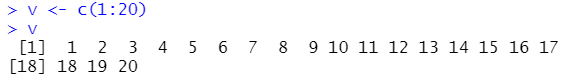 > v <- c(1:20)
> v
 [1]  1  2  3  4  5  6  7  8  9 10 11 12 13 14 15 16 17
[18] 18 19 20